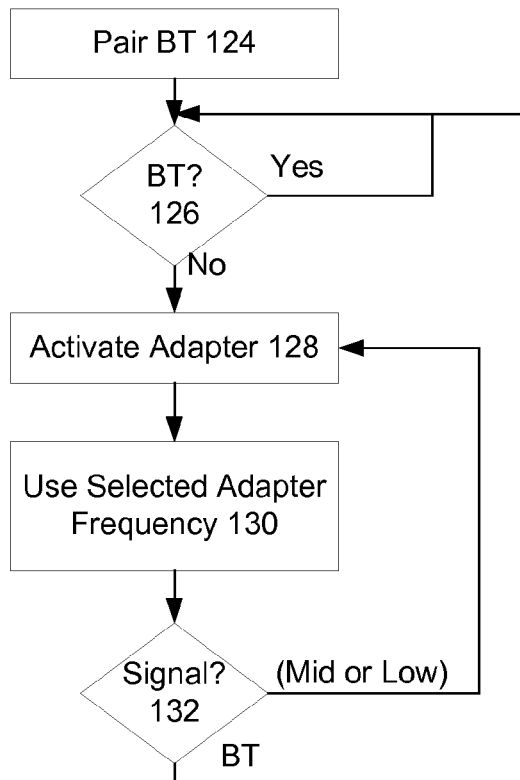 Pair BT 124
BT?
126
Yes
No
Activate Adapter 128
Use Selected Adapter
Frequency 130
Signal?
132
(Mid or Low)
BT